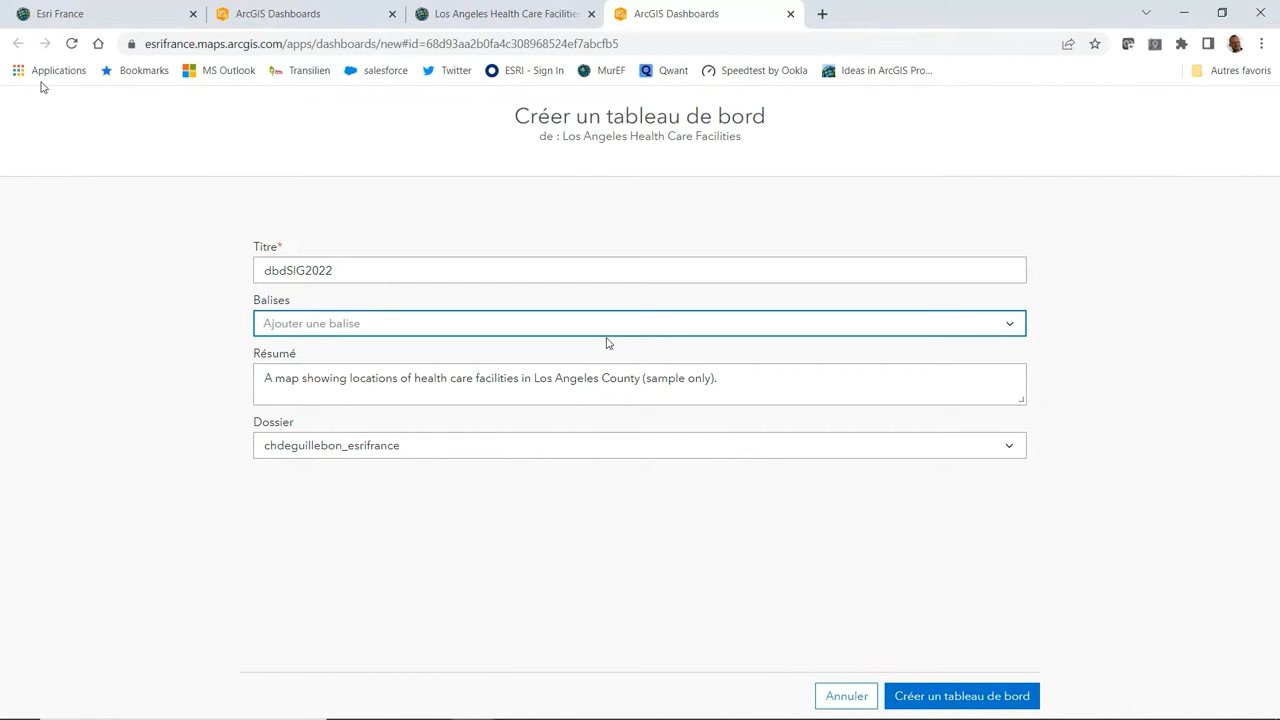 Esri France
ArcGIS Dashboards
Los Angeles Health Care Facilities
ArcGIS Dashboards
esrifrance.maps.arcgis.com/apps/dashboards/new#id=68d91aa2bbfa4c308968524ef7abcfb5
Applications
Bookmarks
MS Outlook
Transilien
salesforce
Twitter
ESRI - Sign In
MurEF
Qwant
Speedtest by Ookla
Ideas in ArcGIS Pro...
Autres favoris
Créer un tableau de bord
de : Los Angeles Health Care Facilities
Titre*
dbdSIG2022
Balises
Ajouter une balise
Résumé
A map showing locations of health care facilities in Los Angeles County (sample only).
Dossier
chdeguillebon_esrifrance
Annuler
Créer un tableau de bord